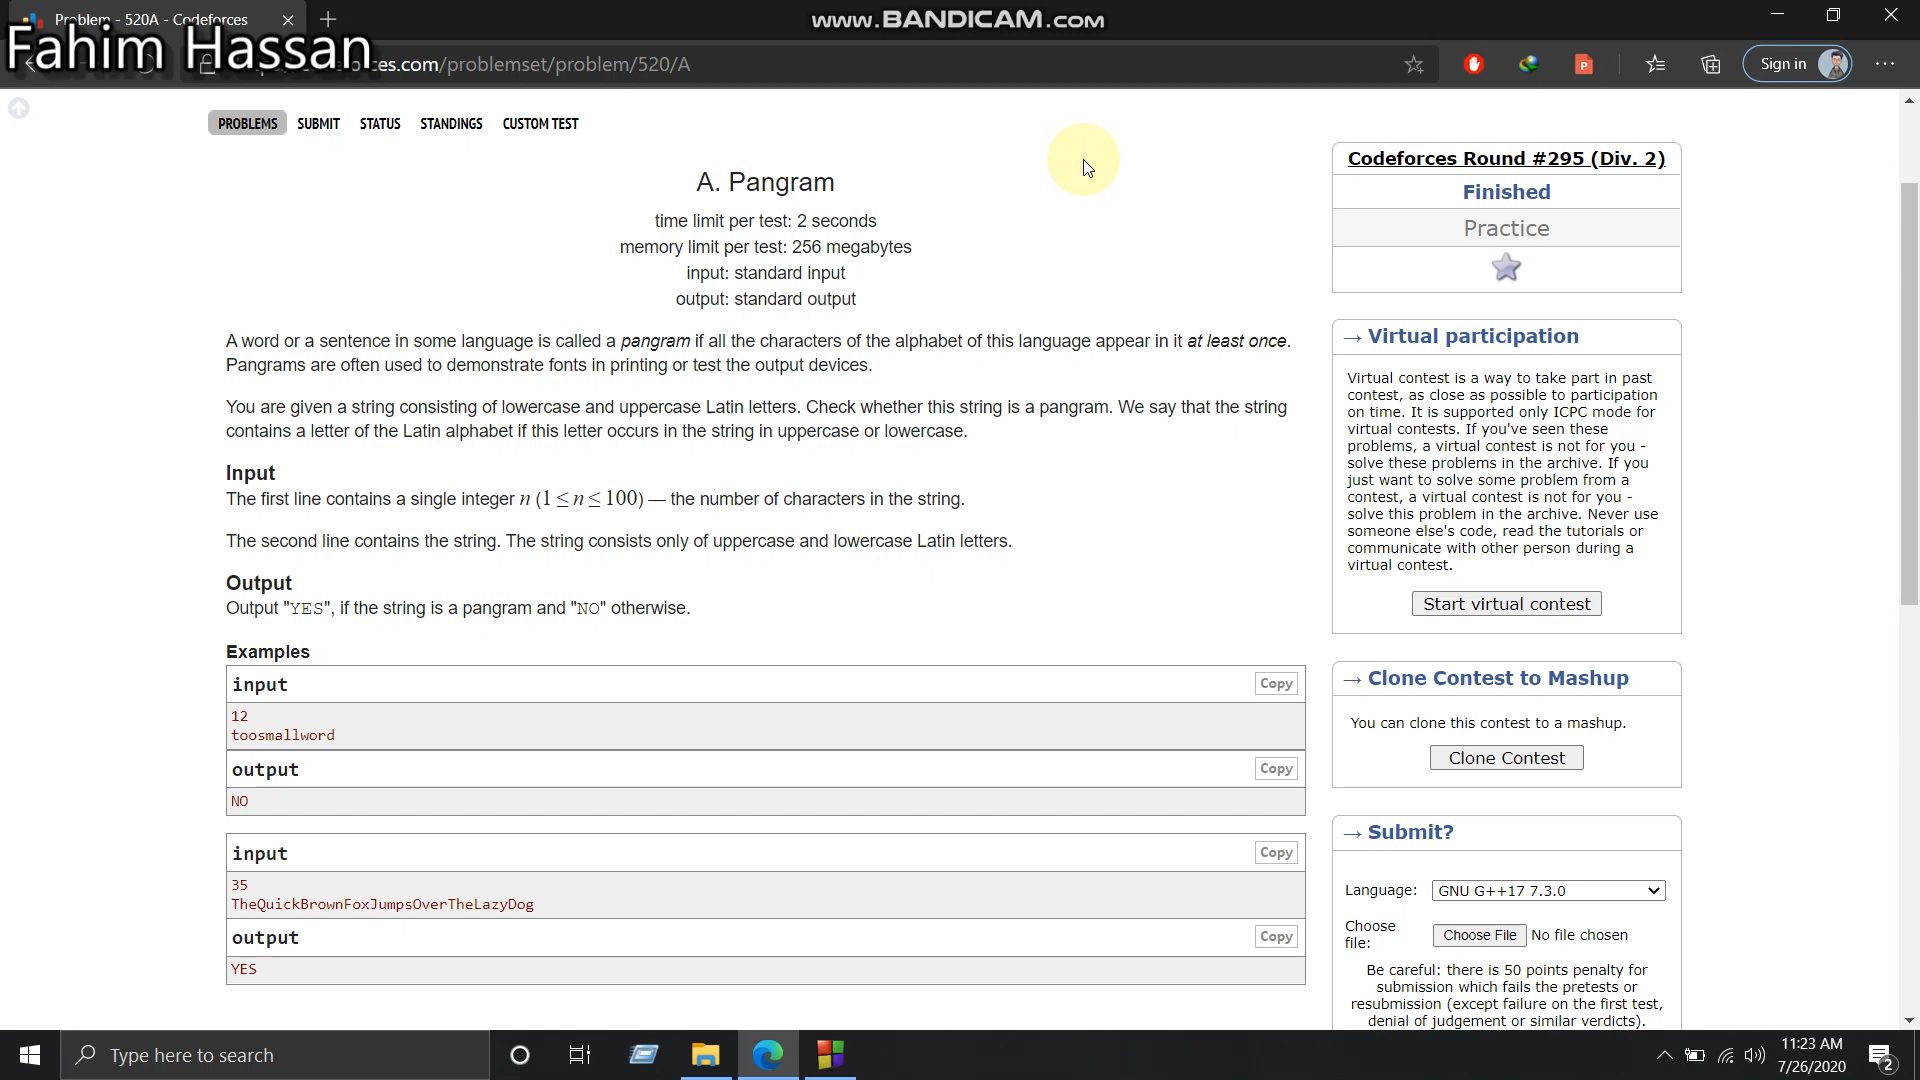 Problem - 520A - Codeforces
www.BANDICAM.com
Fahim Hassan
ces.com/problemset/problem/520/A
Sign in
PROBLEMS SUBMIT STATUS STANDINGS CUSTOM TEST
A. Pangram
time limit per test: 2 seconds
memory limit per test: 256 megabytes
input: standard input
output: standard output
A word or a sentence in some language is called a pangram if all the characters of the alphabet of this language appear in it at least once.
Pangrams are often used to demonstrate fonts in printing or test the output devices.
You are given a string consisting of lowercase and uppercase Latin letters. Check whether this string is a pangram. We say that the string
contains a letter of the Latin alphabet if this letter occurs in the string in uppercase or lowercase.
Input
The first line contains a single integer n (1 ≤ n ≤ 100) — the number of characters in the string.
The second line contains the string. The string consists only of uppercase and lowercase Latin letters.
Output
Output "YES", if the string is a pangram and "NO" otherwise.
Examples
input
Copy
12
toosmallword
output
Copy
NO
input
Copy
35
TheQuickBrownFoxJumpsOverTheLazyDog
output
Copy
YES
Codeforces Round #295 (Div. 2)
Finished
Practice
→ Virtual participation
Virtual contest is a way to take part in past
contest, as close as possible to participation
on time. It is supported only ICPC mode for
virtual contests. If you've seen these
problems, a virtual contest is not for you -
solve these problems in the archive. If you
just want to solve some problem from a
contest, a virtual contest is not for you -
solve this problem in the archive. Never use
someone else's code, read the tutorials or
communicate with other person during a
virtual contest.
Start virtual contest
→ Clone Contest to Mashup
You can clone this contest to a mashup.
Clone Contest
→ Submit?
Language: GNU G++17 7.3.0
Choose
file:
Choose File No file chosen
Be careful: there is 50 points penalty for
submission which fails the pretests or
resubmission (except failure on the first test,
denial of judgement or similar verdicts).
Type here to search
11:23 AM
7/26/2020
2